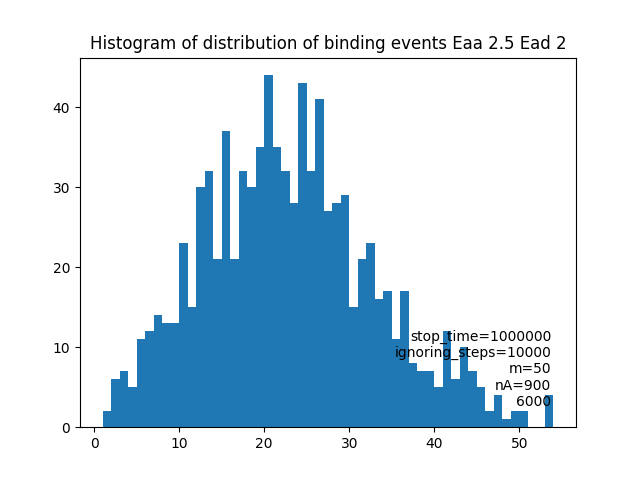 Histogram of distribution of binding events Eaa 2.5 Ead 2
40
30
20
10
0
stop_time=1000000
ignoring_steps=10000
m=50
nA=900
6000
0 10 20 30 40 50